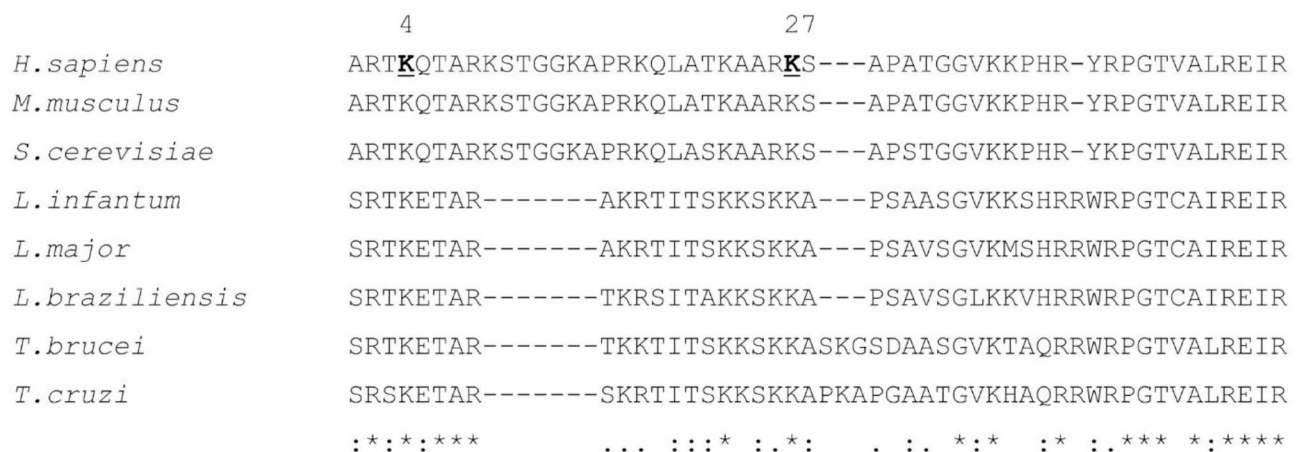 4 27
H.sapiens ARTKQTARKSTGGKAPRKQLATKAARKS---APATGGVKKPHR-YRPGTVALREIR
M.musculus ARTKQTARKSTGGKAPRKQLATKAARKS---APATGGVKKPHR-YRPGTVALREIR
S.cerevisiae ARTKQTARKSTGGKAPRKQLASKAARKS---APSTGGVKKPHR-YKPGTVALREIR
L.infantum SRTKETAR-------AKRTITSKKSKKA---PSAASGVKKSHRRWRPGTCAIREIR
L.major SRTKETAR-------AKRTITSKKSKKA---PSAVSGVKMSHRRWRPGTCAIREIR
L.braziliensis SRTKETAR-------TKRSITAKKSKKA---PSAVSGLKKVHRRWRPGTCAIREIR
T.brucei SRTKETAR-------TKKTITSKKSKKASKGSDAASGVKTAQRRWRPGTVALREIR
T.cruzi SRSKETAR-------SKRTITSKKSKKAPKAPGAATGVKHAQRRWRPGTVALREIR
:*:*:*** ... :::* :.*: . :. *:* :* :.*** *:****